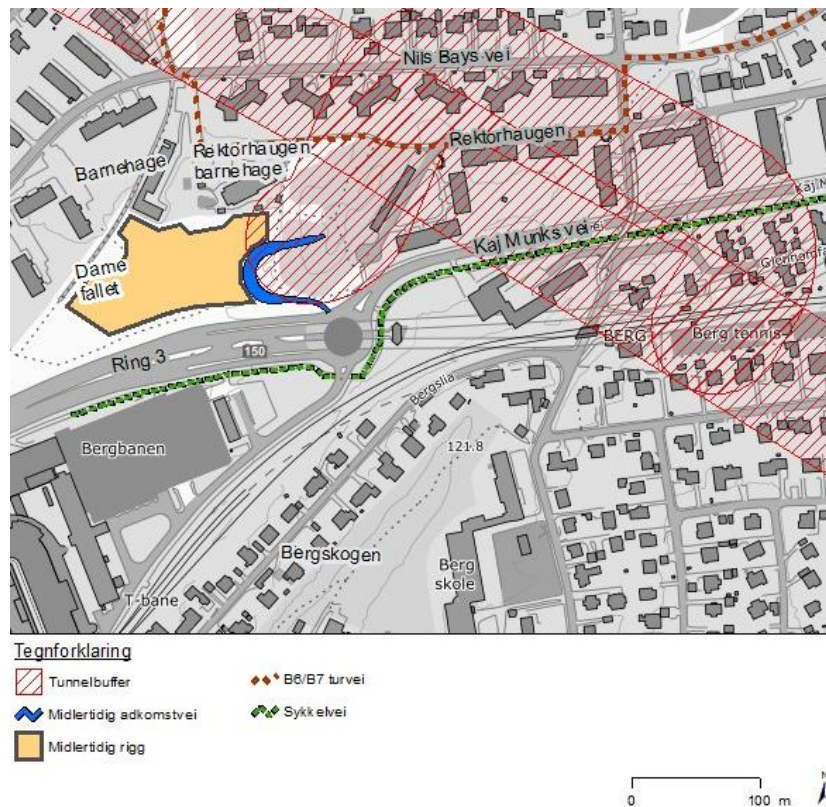 Nils Bays vei
Rektorhaugen
Barnehage
Rektorhaugen
barnehage
Kaj M
Kaj Munks vei
Dame
fallet
Ring 3
150
BERG
Berg tennis
Bergslia
Bergbanen
121.8
Bergskogen
T-bane
Berg
skole
Tegnforklaring
Tunnelbuffer
B6/B7 turvei
Midlertidig adkomstvei
Sykkelvei
Midlertidig rigg
N
0 100 m